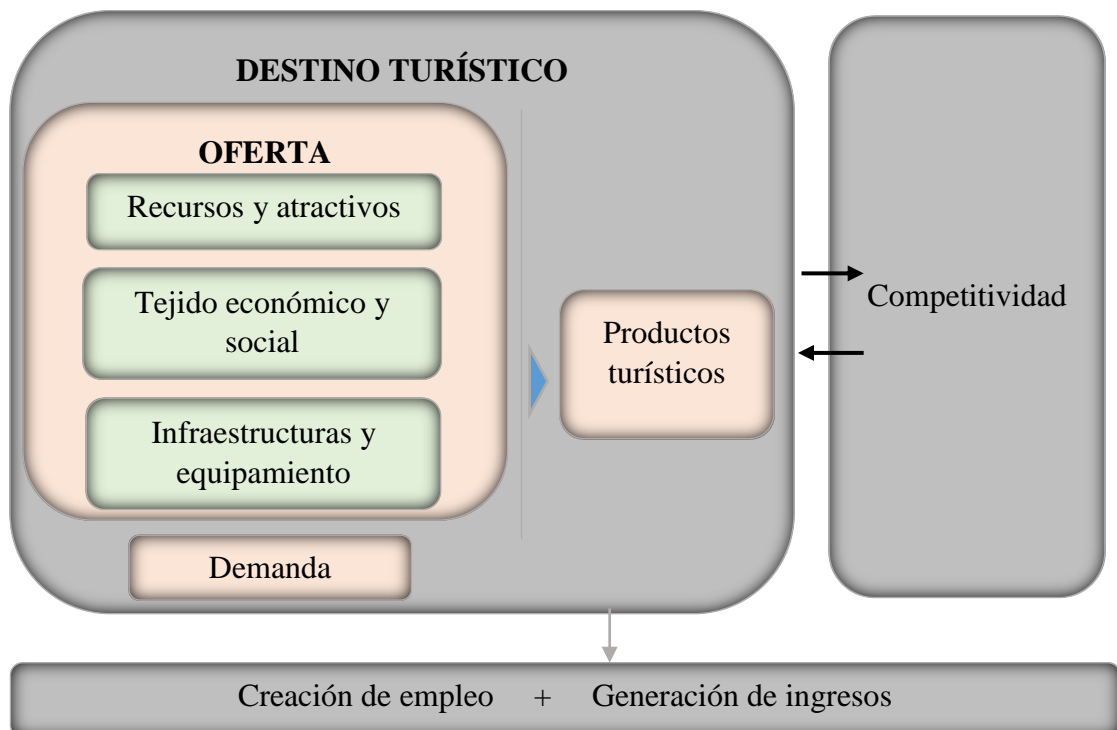 DESTINO TURÍSTICO
OFERTA
Recursos y atractivos
Tejido económico y
social
Infraestructuras y
equipamiento
Demanda
Productos
turísticos
Competitividad
Creación de empleo + Generación de ingresos